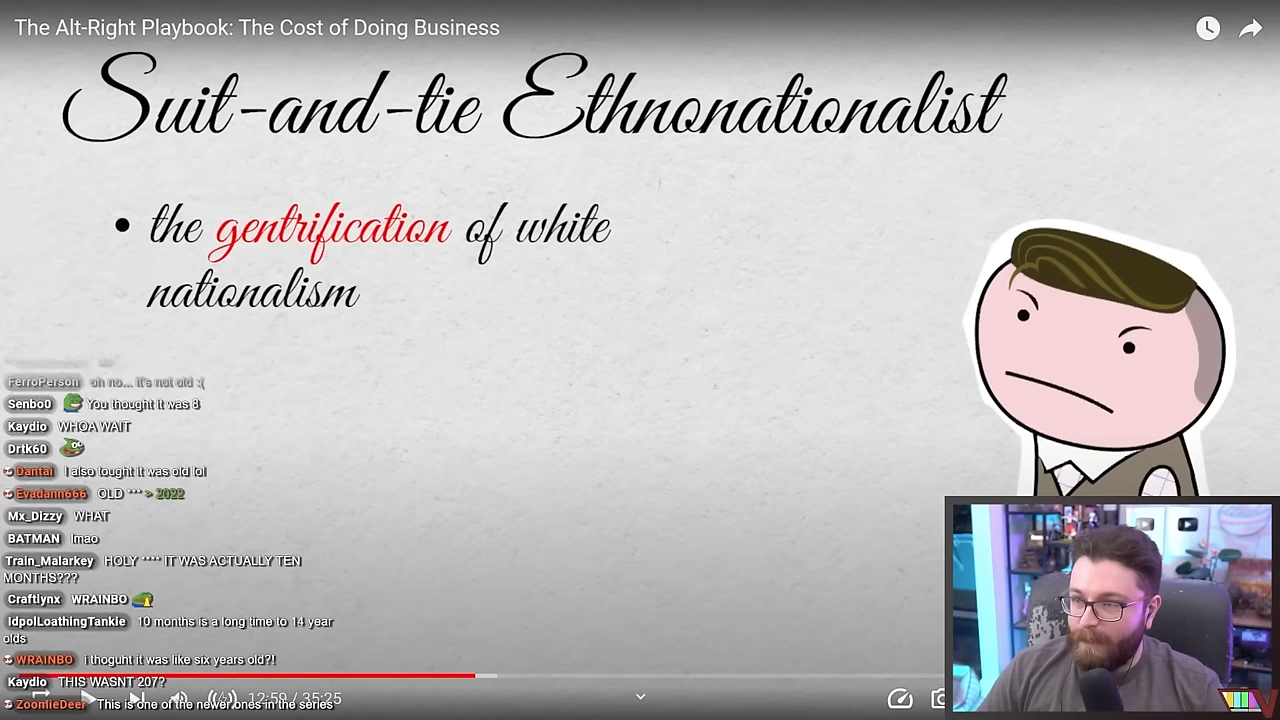 The Alt-Right Playbook: The Cost of Doing Business
Suit-and-tie Ethnonationalist
• the gentrification of white
nationalism
FerroPerson oh no... it's not old :(
Senbo0 You thought it was 8
Kaydio WHOA WAIT
Drtk60
Dantai I also tought it was old lol
Evadann666 OLD *** > 2022
Mx_Dizzy WHAT
BATMAN lmao
Train_Malarkey HOLY **** IT WAS ACTUALLY TEN
MONTHS???
Craftlynx WRAINBO
IdpolLoathingTankie 10 months is a long time to 14 year
olds
WRAINBO i thoguht it was like six years old?!
Kaydio THIS WASNT 207?
12:59 / 35:25
ZoomieDeer This is one of the newer ones in the series